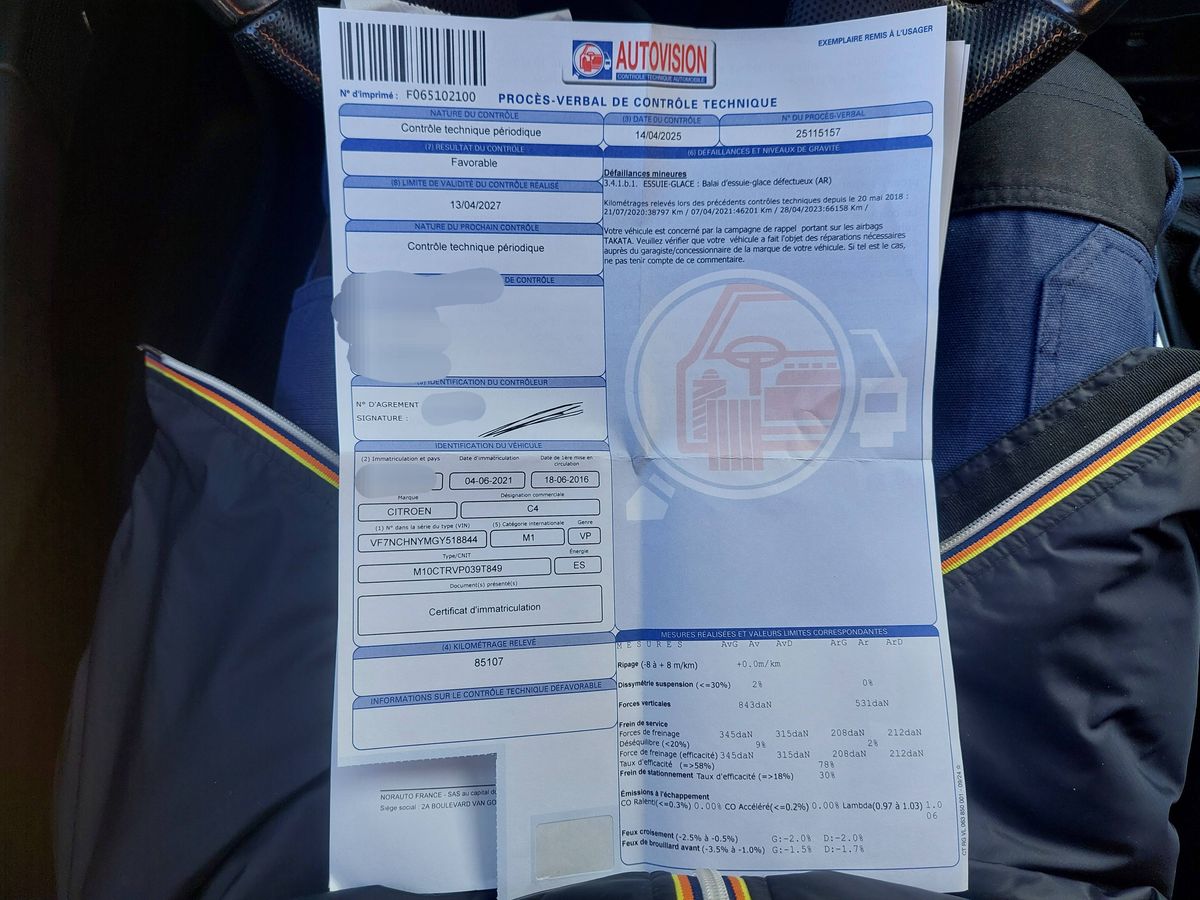 EXEMPLAIRE REMIS À L'USAGER
AUTOVISION
CONTROLE TECHNIQUE AUTOMOBILE
N° d'imprimé : F065102100
PROCÈS-VERBAL DE CONTRÔLE TECHNIQUE
NATURE DU CONTRÔLE
Contrôle technique périodique
(3) DATE DU CONTRÔLE
14/04/2025
N° DU PROCÈS-VERBAL
25115157
(7) RÉSULTAT DU CONTRÔLE
Favorable
(8) LIMITE DE VALIDITÉ DU CONTRÔLE RÉALISÉ
13/04/2027
NATURE DU PROCHAIN CONTRÔLE
Contrôle technique périodique
DE CONTRÔLE
IDENTIFICATION DU CONTRÔLEUR
N° D'AGREMENT
SIGNATURE :
IDENTIFICATION DU VÉHICULE
(2) Immatriculation et pays
Date d'immatriculation
04-06-2021
Date de 1ère mise en circulation
18-06-2016
Marque
CITROEN
Désignation commerciale
C4
(1) N° dans la série du type (VIN)
VF7NCHNYMGY518844
(5) Catégorie internationale
M1
Genre
VP
Type/CNIT
M10CTRVP039T849
Énergie
ES
Document(s) présenté(s)
Certificat d'immatriculation
(4) KILOMÉTRAGE RELEVÉ
85107
INFORMATIONS SUR LE CONTRÔLE TECHNIQUE DÉFAVORABLE
NORAUTO FRANCE - SAS au capital du
Siège social : 2A BOULEVARD VAN GO
(6) DÉFAILLANCES ET NIVEAUX DE GRAVITÉ
Défaillances mineures
3.4.1.b.1. ESSUIE-GLACE : Balai d'essuie-glace défectueux (AR)
Kilométrages relevés lors des précédents contrôles techniques depuis le 20 mai 2018 :
21/07/2020:38797 Km / 07/04/2021:46201 Km / 28/04/2023:66158 Km /
Votre véhicule est concerné par la campagne de rappel portant sur les airbags
TAKATA. Veuillez vérifier que votre véhicule a fait l'objet des réparations nécessaires
auprès du garagiste/concessionnaire de la marque de votre véhicule. Si tel est le cas,
ne pas tenir compte de ce commentaire.
MESURES RÉALISÉES ET VALEURS LIMITES CORRESPONDANTES
MESURES AvG Av AvD ArG Ar ArD
Ripage (-8 à + 8 m/km) +0.0m/km
Dissymétrie suspension (<=30%) 2% 0%
Forces verticales 843daN 531daN
Frein de service
Forces de freinage 345daN 315daN 208daN 212daN
Déséquilibre (<20%) 9% 2%
Force de freinage (efficacité) 345daN 315daN 208daN 212daN
Taux d'efficacité (=>58%) 78%
Frein de stationnement Taux d'efficacité (=>18%) 30%
Émissions à l'échappement
CO Ralenti(<=0.3%) 0.00% CO Accéléré(<=0.2%) 0.00% Lambda(0.97 à 1.03) 1.0
06
Feux croisement (-2.5% à -0.5%) G:-2.0% D:-2.0%
Feux de brouillard avant (-3.5% à -1.0%) G:-1.5% D:-1.7%